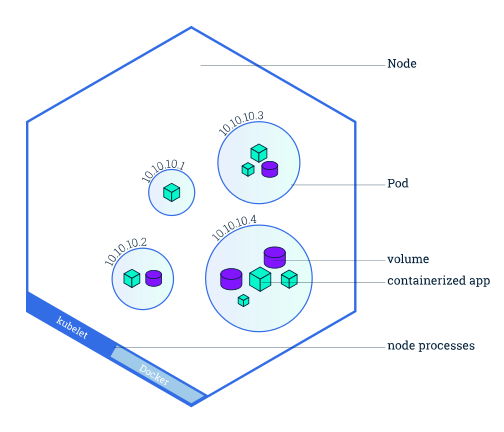 Node
10.10.10.3
10.10.10.1
Pod
10.10.10.4
10.10.10.2
volume
containerized app
kubelet
node processes
Docker